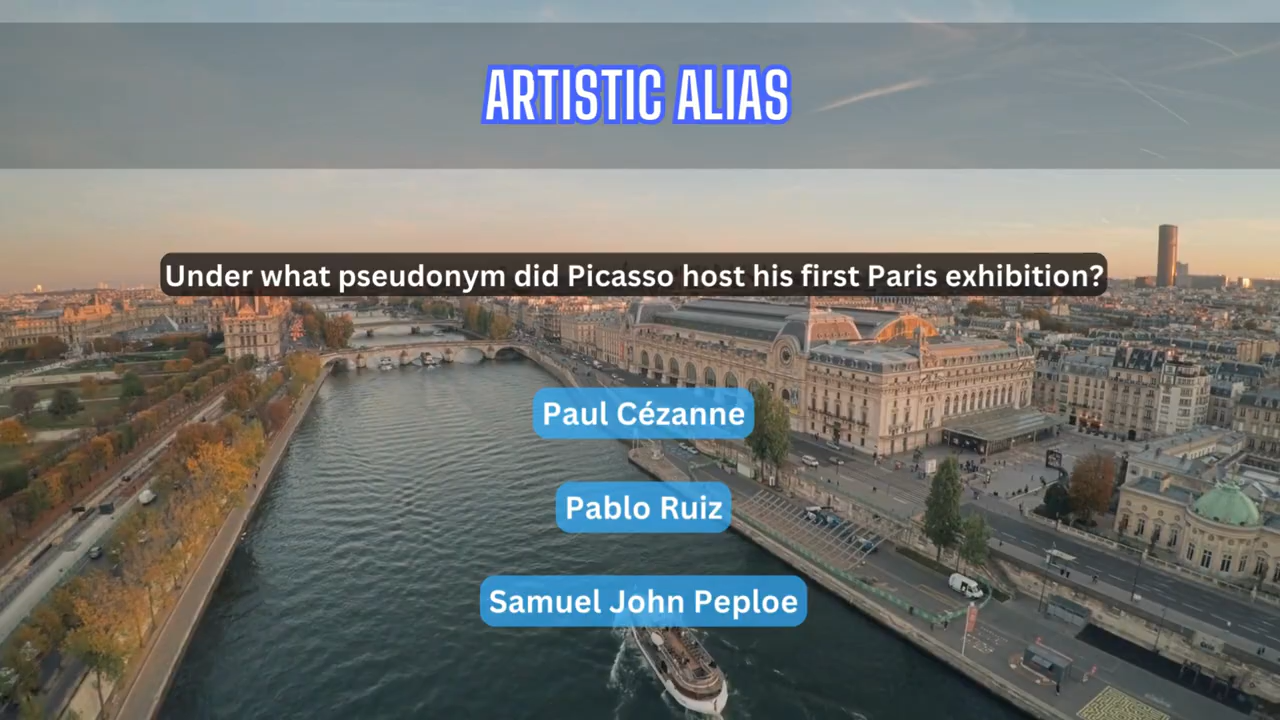 ARTISTIC ALIAS
Under what pseudonym did Picasso host his first Paris exhibition?
Paul Cézanne
Pablo Ruiz
Samuel John Peploe